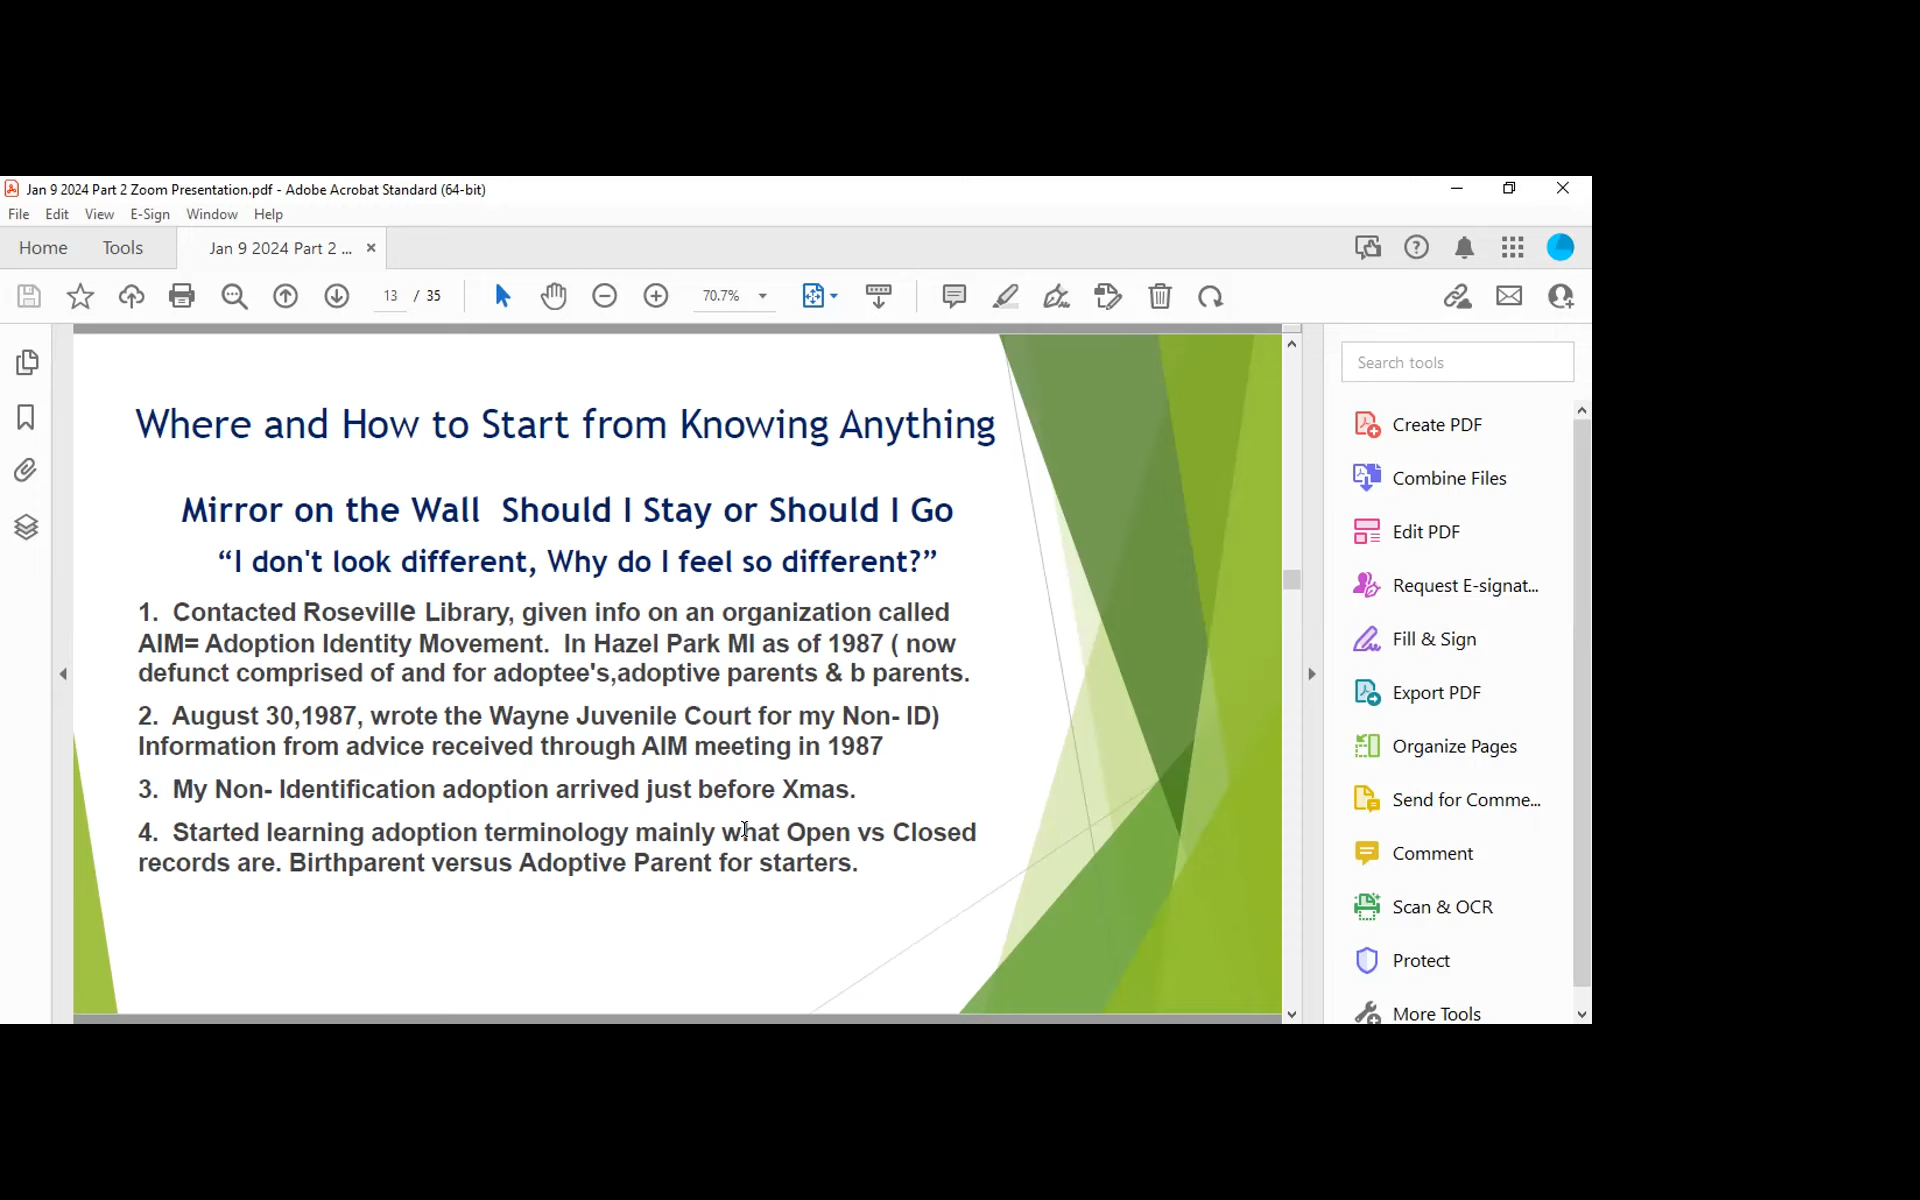 Jan 9 2024 Part 2 Zoom Presentation.pdf - Adobe Acrobat Standard (64-bit)
File Edit View E-Sign Window Help
Home Tools Jan 9 2024 Part 2 ... ×
13 / 35 70.7%
Search tools
Create PDF
Combine Files
Edit PDF
Request E-signat...
Fill & Sign
Export PDF
Organize Pages
Send for Comme...
Comment
Scan & OCR
Protect
More Tools
Where and How to Start from Knowing Anything
Mirror on the Wall Should I Stay or Should I Go
“I don't look different, Why do I feel so different?”
1. Contacted Roseville Library, given info on an organization called
AIM= Adoption Identity Movement. In Hazel Park MI as of 1987 ( now
defunct comprised of and for adoptee's,adoptive parents & b parents.
2. August 30,1987, wrote the Wayne Juvenile Court for my Non- ID)
Information from advice received through AIM meeting in 1987
3. My Non- Identification adoption arrived just before Xmas.
4. Started learning adoption terminology mainly what Open vs Closed
records are. Birthparent versus Adoptive Parent for starters.